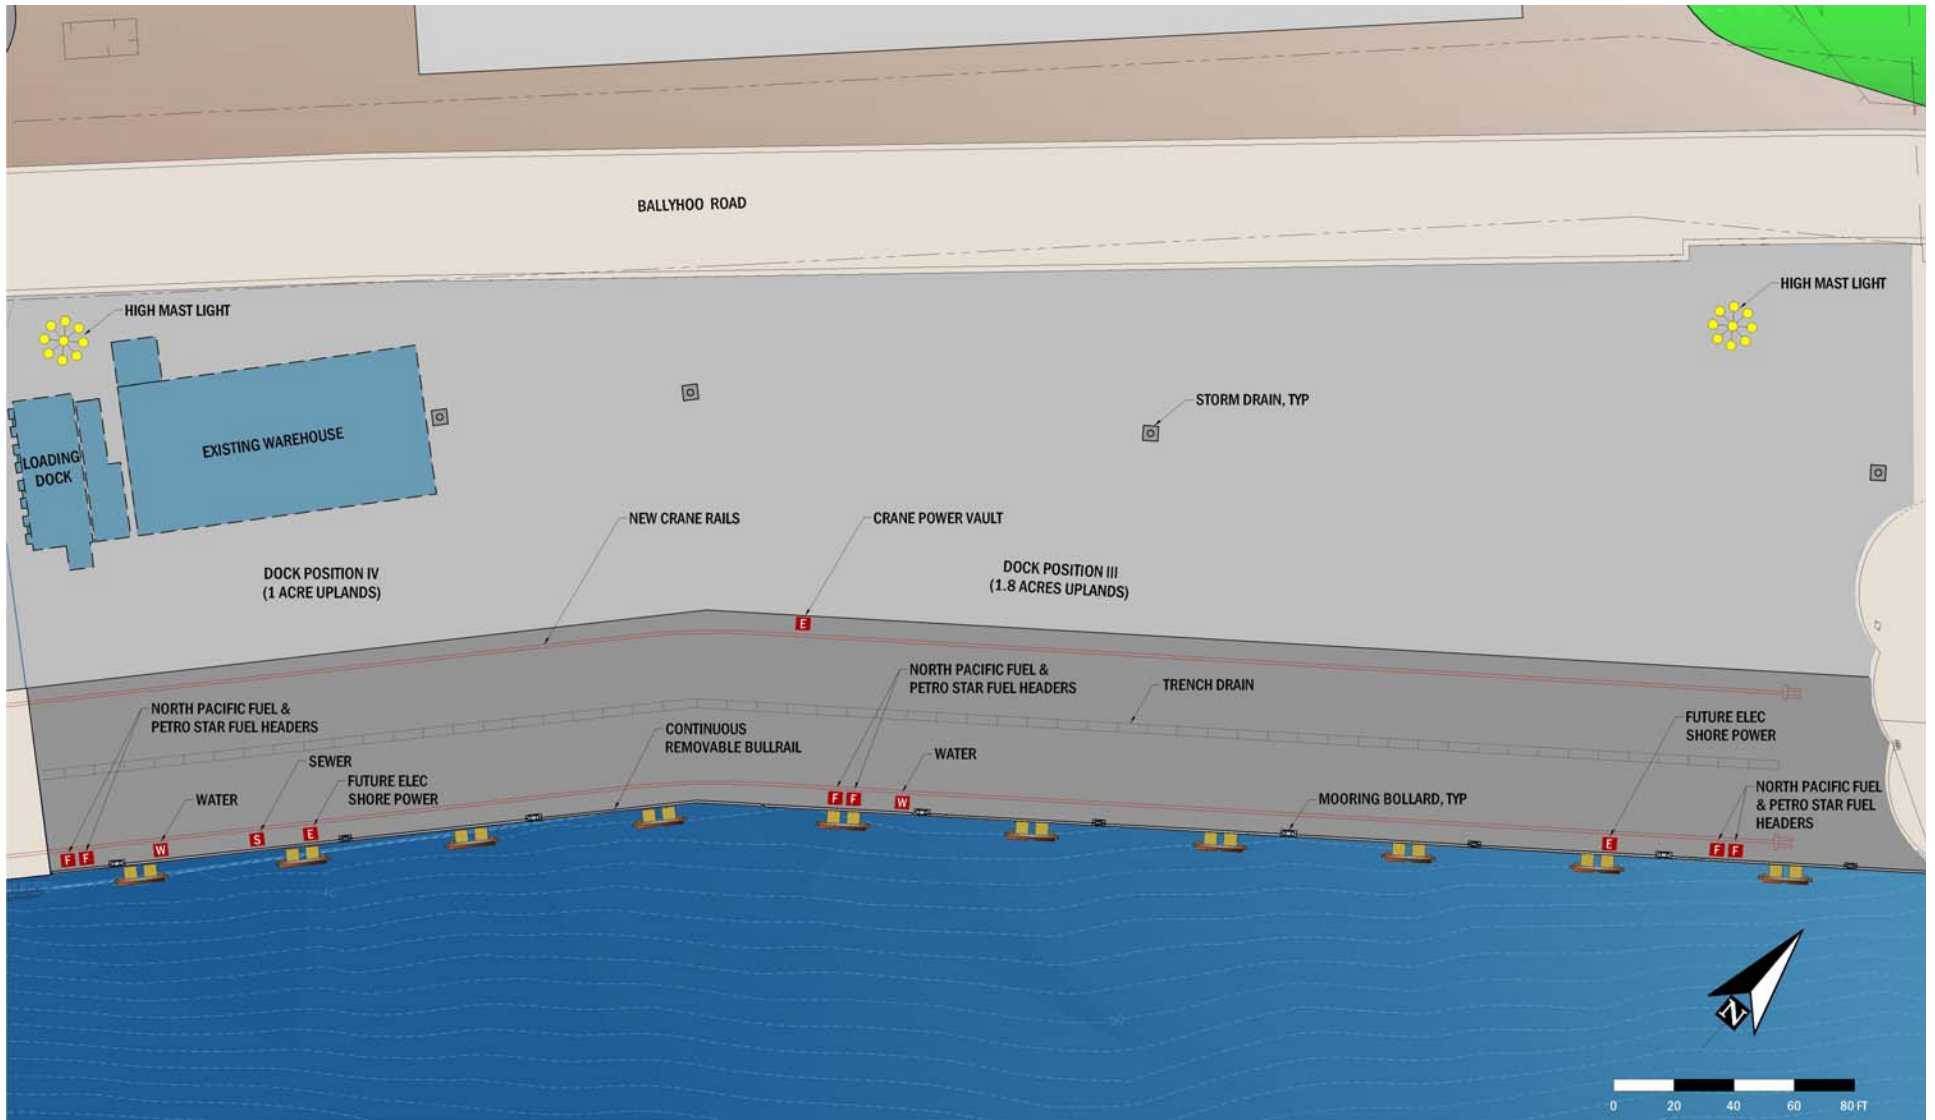 BALLYHOO ROAD
HIGH MAST LIGHT
HIGH MAST LIGHT
STORM DRAIN, TYP
EXISTING WAREHOUSE
LOADING
DOCK
NEW CRANE RAILS
CRANE POWER VAULT
DOCK POSITION IV
(1 ACRE UPLANDS)
DOCK POSITION III
(1.8 ACRES UPLANDS)
E
NORTH PACIFIC FUEL &
PETRO STAR FUEL HEADERS
TRENCH DRAIN
NORTH PACIFIC FUEL &
PETRO STAR FUEL HEADERS
CONTINUOUS
REMOVABLE BULLRAIL
FUTURE ELEC
SHORE POWER
SEWER
WATER
FUTURE ELEC
SHORE POWER
WATER
MOORING BOLLARD, TYP
NORTH PACIFIC FUEL
& PETRO STAR FUEL
HEADERS
F F W S E
F F W
E F F
N
0 20 40 60 80 FT